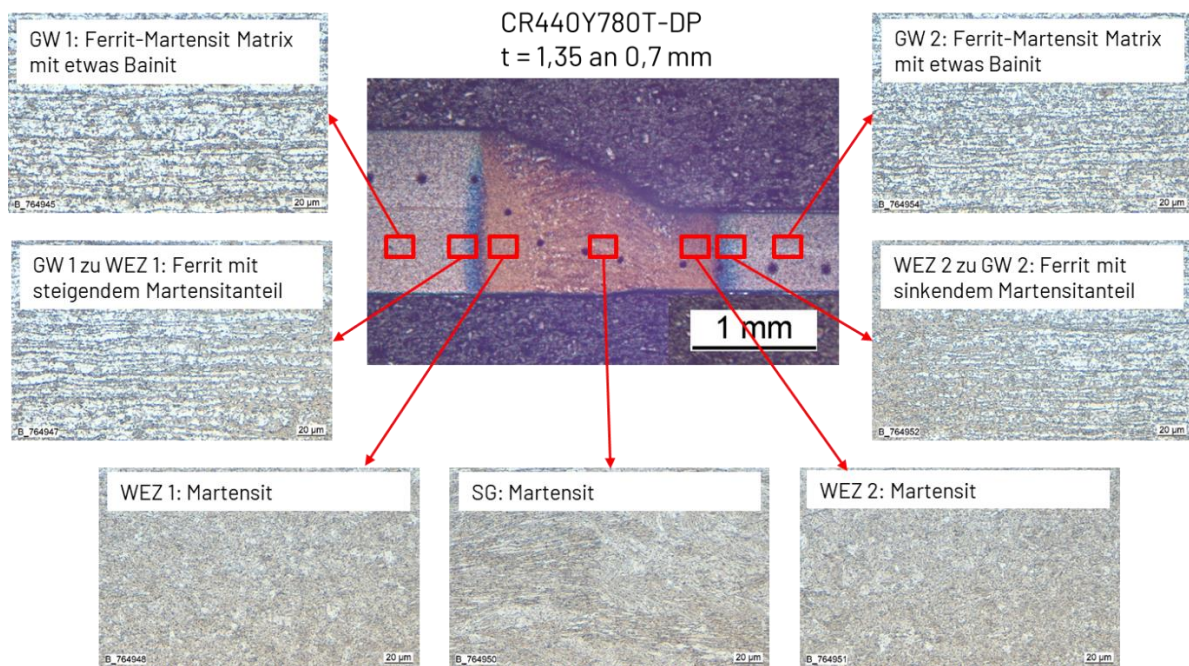 CR440Y780T-DP
t = 1,35 an 0,7 mm
GW 1: Ferrit-Martensit Matrix
mit etwas Bainit
B_764945
20 µm
GW 2: Ferrit-Martensit Matrix
mit etwas Bainit
B_764954
20 µm
1 mm
GW 1 zu WEZ 1: Ferrit mit
steigendem Martensitanteil
B_764947
20 µm
WEZ 2 zu GW 2: Ferrit mit
sinkendem Martensitanteil
B_764952
20 µm
WEZ 1: Martensit
B_764948
20 µm
SG: Martensit
B_764950
20 µm
WEZ 2: Martensit
B_764951
20 µm